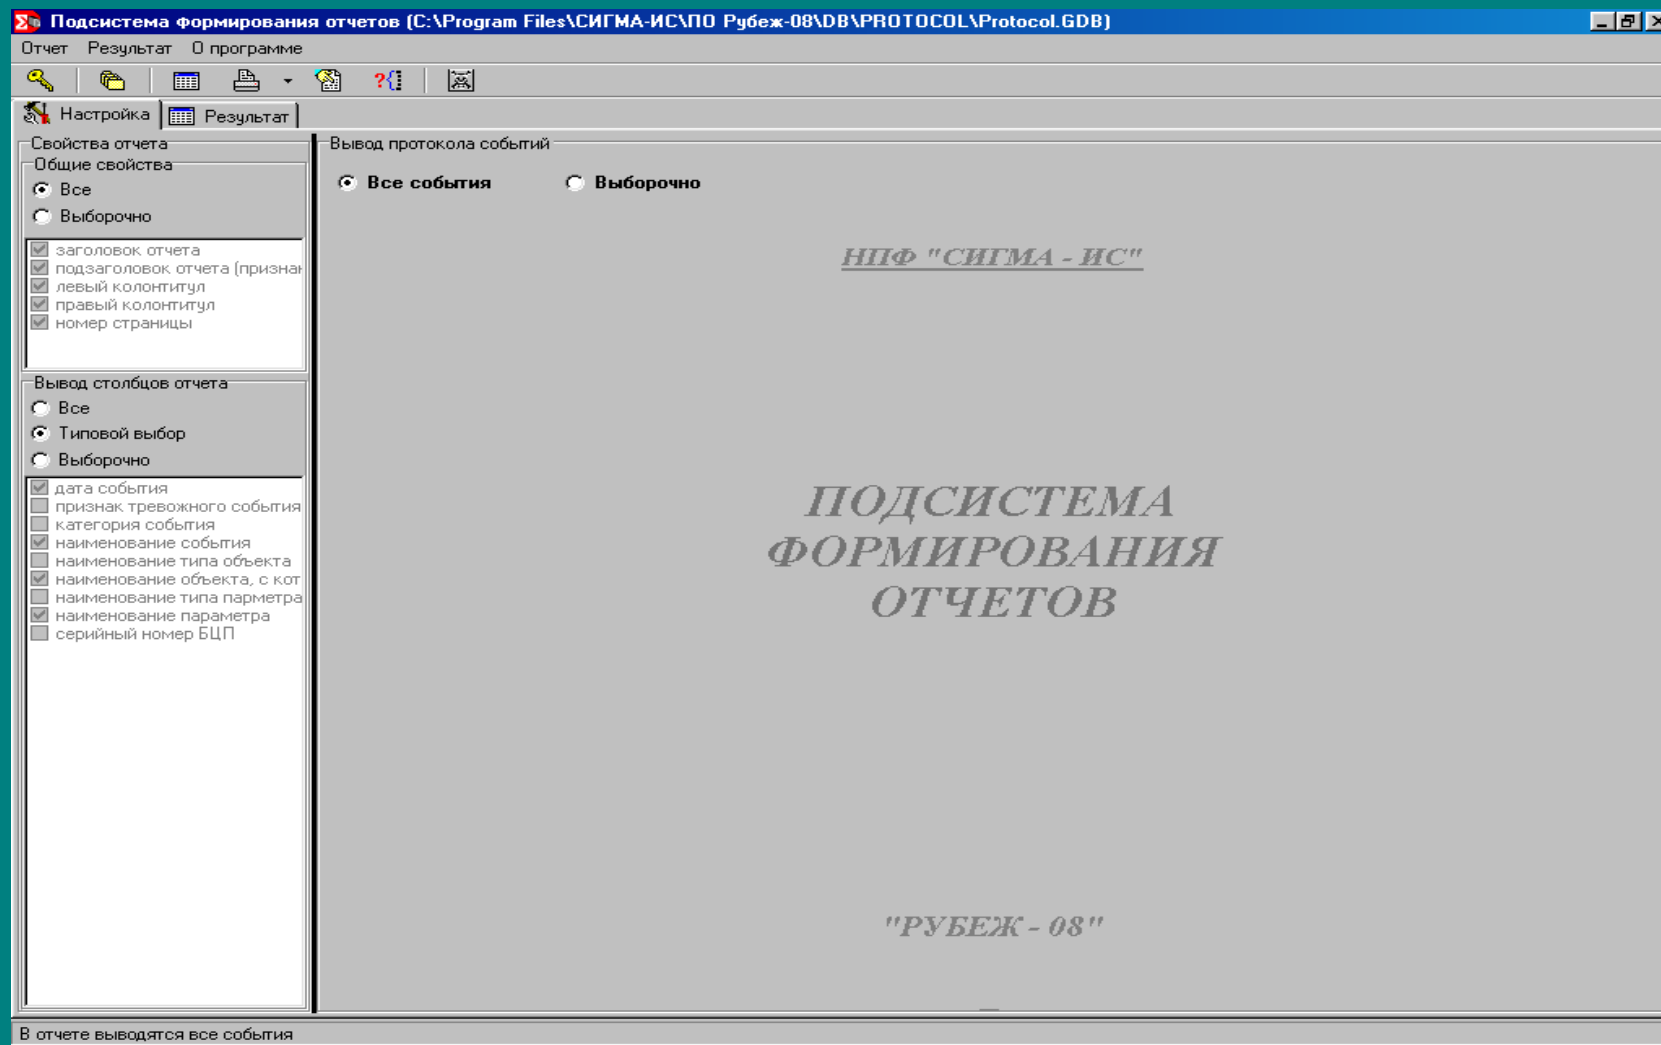 Подсистема формирования отчетов (C:\Program Files\СИГМА-ИС\ПО Рубеж-08\DB\PROTOCOL\Protocol.GDB)
Отчет Результат О программе
Настройка Результат
Свойства отчета
Общие свойства
Все
Выборочно
заголовок отчета
подзаголовок отчета (признак
левый колонтитул
правый колонтитул
номер страницы
Вывод столбцов отчета
Все
Типовой выбор
Выборочно
дата события
признак тревожного события
категория события
наименование события
наименование типа объекта
наименование объекта, с кот
наименование типа парметра
наименование параметра
серийный номер БЦП
Вывод протокола событий
Все события Выборочно
НПФ "СИГМА - ИС"
ПОДСИСТЕМА
ФОРМИРОВАНИЯ
ОТЧЕТОВ
"РУБЕЖ - 08"
В отчете выводятся все события